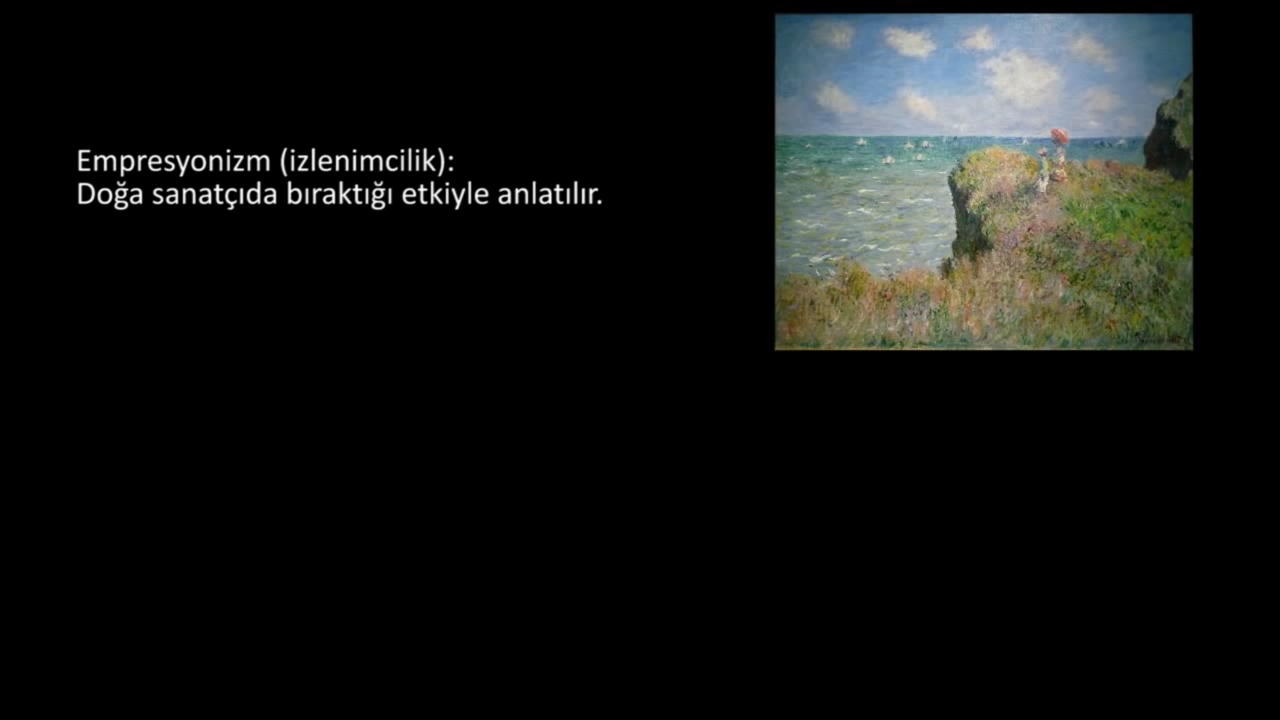 Empresyonizm (izlenimcilik):
Doğa sanatçıda bıraktığı etkiyle anlatılır.